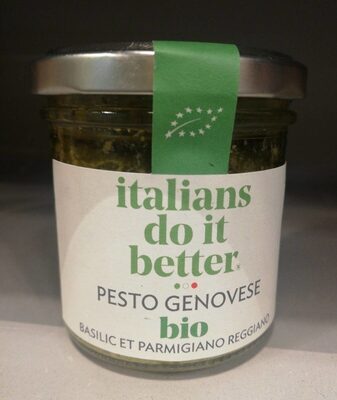 italians
do it
better®
PESTO GENOVESE
bio
BASILIC ET PARMIGIANO REGGIANO